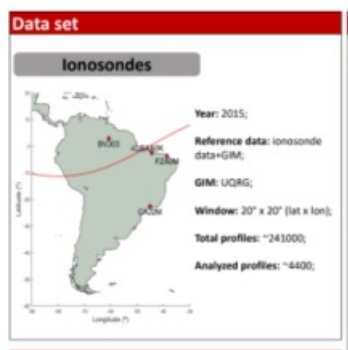 Data set
Ionosondes
Year: 2015;
Reference data: ionosonde
data+GIM;
GIM: UQRG;
Window: 20° x 20° (lat x lon);
Total profiles: ~241000;
Analyzed profiles: ~4400;
Latitude (°)
Longitude (°)